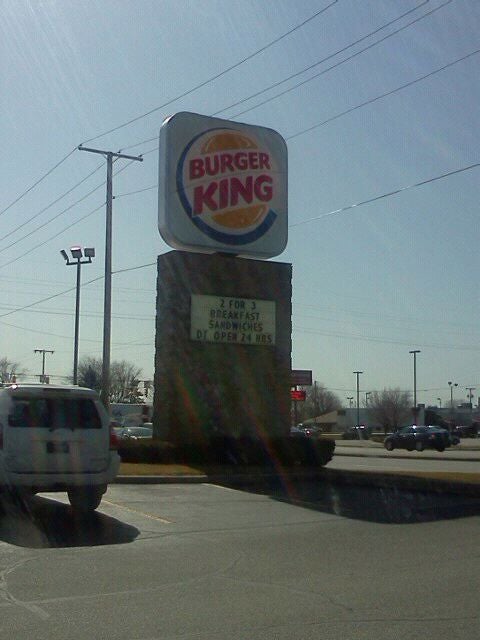 BURGER
KING
2 FOR 3
BREAKFAST
SANDWICHES
DT OPEN 24 HRS